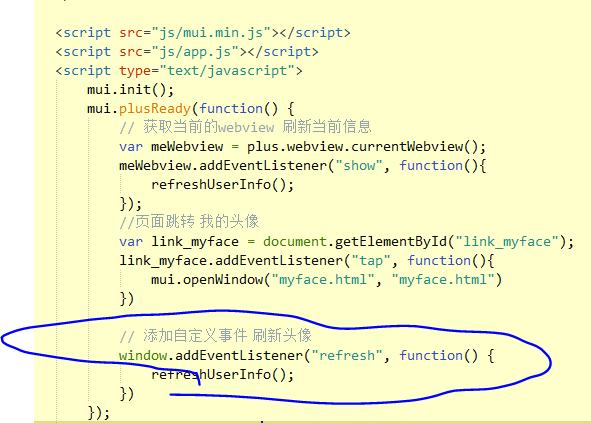 <script src="js/mui.min.js"></script>
<script src="js/app.js"></script>
<script type="text/javascript">
mui.init();
mui.plusReady(function() {
// 获取当前的webview 刷新当前信息
var meWebview = plus.webview.currentWebview();
meWebview.addEventListener("show", function(){
refreshUserInfo();
});
//页面跳转 我的头像
var link_myface = document.getElementById("link_myface");
link_myface.addEventListener("tap", function(){
mui.openWindow("myface.html", "myface.html")
})
// 添加自定义事件 刷新头像
window.addEventListener("refresh", function() {
refreshUserInfo();
})
});